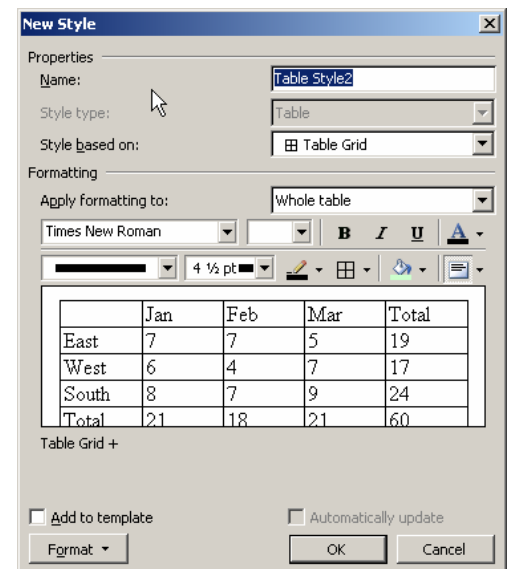 New Style
Properties
Name: Table Style2
Style type: Table
Style based on: Table Grid
Formatting
Apply formatting to: Whole table
Times New Roman B I U A
4 ½ pt
Jan Feb Mar Total
East 7 7 5 19
West 6 4 7 17
South 8 7 9 24
Total 21 18 21 60
Table Grid +
Add to template Automatically update
Format OK Cancel